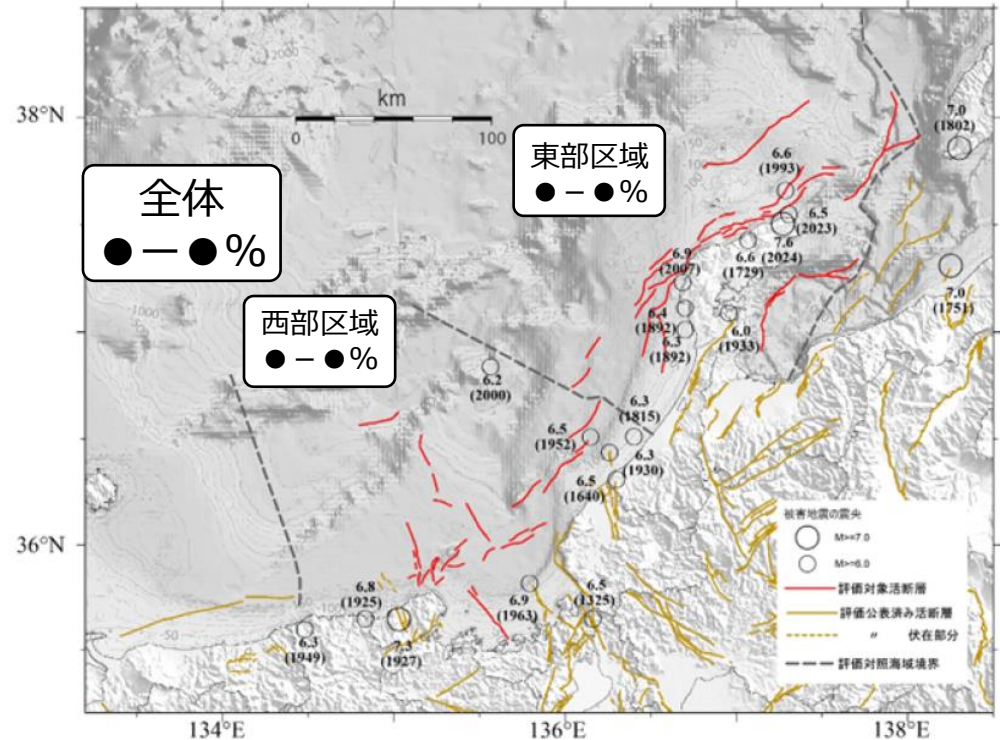 38°N
36°N
134°E
136°E
138°E
km
0
100
全体
●－●%
東部区域
●－●%
西部区域
●－●%
7.0
(1802)
6.6
(1993)
6.5
(2023)
7.6
(2024)
6.6
(1729)
6.9
(2007)
6.4
(1892)
6.3
(1892)
6.0
(1933)
7.0
(1751)
6.2
(2000)
6.3
(1815)
6.5
(1952)
6.3
(1930)
6.5
(1640)
6.8
(1925)
6.9
(1963)
6.5
(1325)
6.3
(1949)
7.3
(1927)
被害地震の震央
M>=7.0
M>=6.0
評価対象活断層
評価公表済み活断層
〃 伏在部分
評価対照海域境界